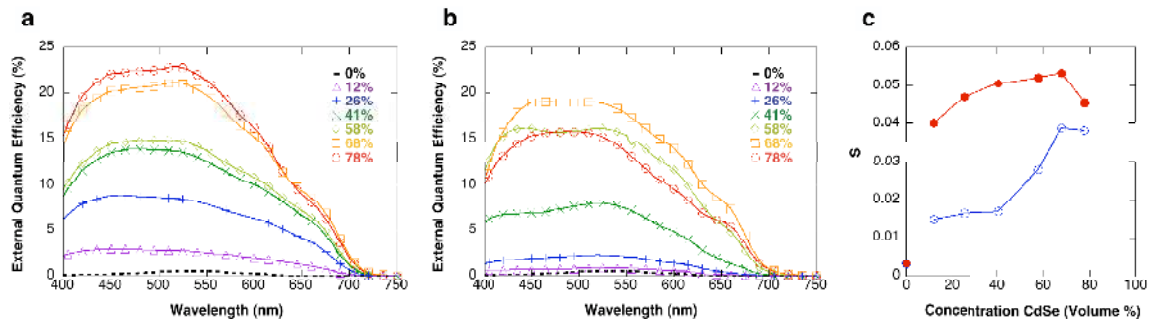 a
25
20
15
10
5
0
400 450 500 550 600 650 700 750
External Quantum Efficiency (%)
Wavelength (nm)
0%
12%
26%
41%
58%
68%
78%
b
25
20
15
10
5
0
400 450 500 550 600 650 700 750
External Quantum Efficiency (%)
Wavelength (nm)
0%
12%
26%
41%
58%
68%
78%
c
0.06
0.05
0.04
0.03
0.02
0.01
0
S
0 20 40 60 80 100
Concentration CdSe (Volume %)